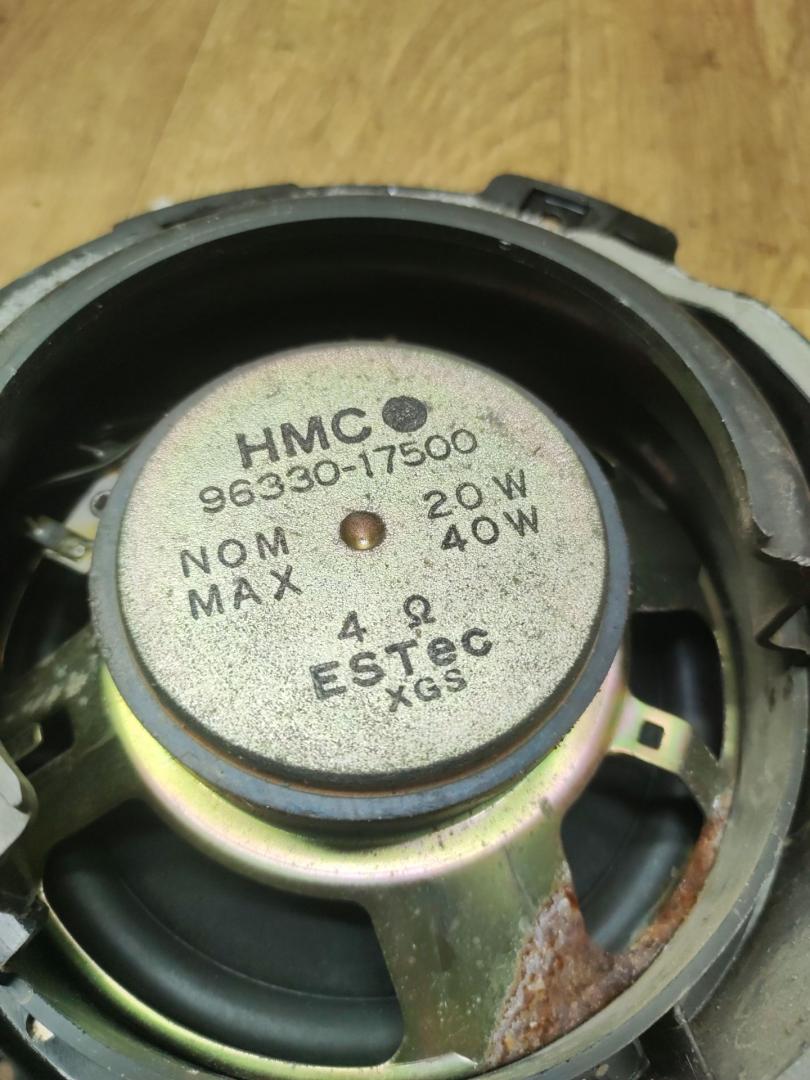 HMC
96330-17500
NOM 20W
MAX 40W
4 Ω
ESTec
XGS